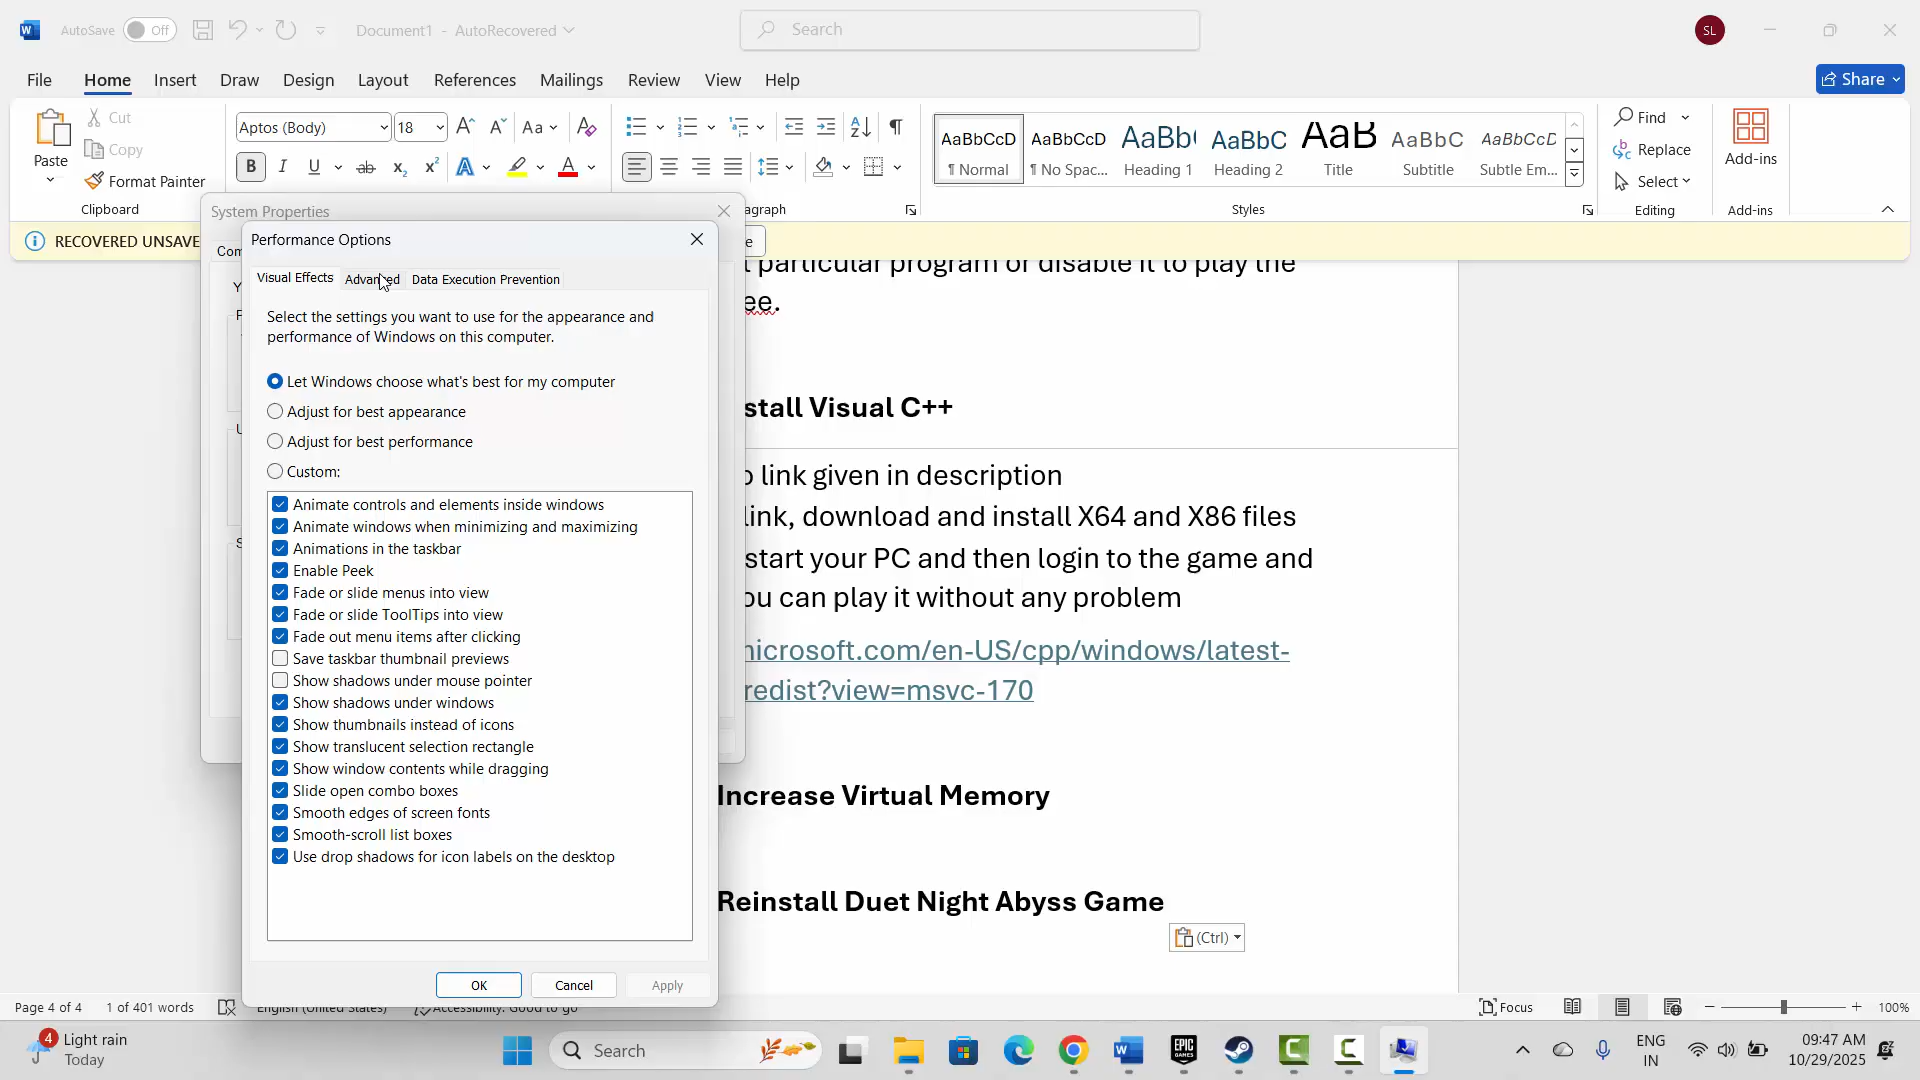 AutoSave Off Document1 - AutoRecovered Search SL
File Home Insert Draw Design Layout References Mailings Review View Help Share
Paste Cut Copy Format Painter
Aptos (Body) 18
AaBbCcD AaBbCcD AaBbC AaBbC AaB AaBbC AaBbCcD
¶ Normal ¶ No Spac... Heading 1 Heading 2 Title Subtitle Subtle Em...
Find
Replace
Select
Add-ins
Clipboard agraph Styles Editing Add-ins
RECOVERED UNSAVE
System Properties
Performance Options
Visual Effects Advanced Data Execution Prevention
Select the settings you want to use for the appearance and
performance of Windows on this computer.
Let Windows choose what's best for my computer
Adjust for best appearance
Adjust for best performance
Custom:
Animate controls and elements inside windows
Animate windows when minimizing and maximizing
Animations in the taskbar
Enable Peek
Fade or slide menus into view
Fade or slide ToolTips into view
Fade out menu items after clicking
Save taskbar thumbnail previews
Show shadows under mouse pointer
Show shadows under windows
Show thumbnails instead of icons
Show translucent selection rectangle
Show window contents while dragging
Slide open combo boxes
Smooth edges of screen fonts
Smooth-scroll list boxes
Use drop shadows for icon labels on the desktop
OK Cancel Apply
particular program or disable it to play the
ee.
stall Visual C++
o link given in description
link, download and install X64 and X86 files
start your PC and then login to the game and
ou can play it without any problem
microsoft.com/en-US/cpp/windows/latest-
redist?view=msvc-170
Increase Virtual Memory
Reinstall Duet Night Abyss Game
(Ctrl)
Page 4 of 4 1 of 401 words English (United States) Accessibility: Good to go Focus 100%
4 Light rain
Today
Search
EPIC GAMES
ENG
IN
09:47 AM
10/29/2025